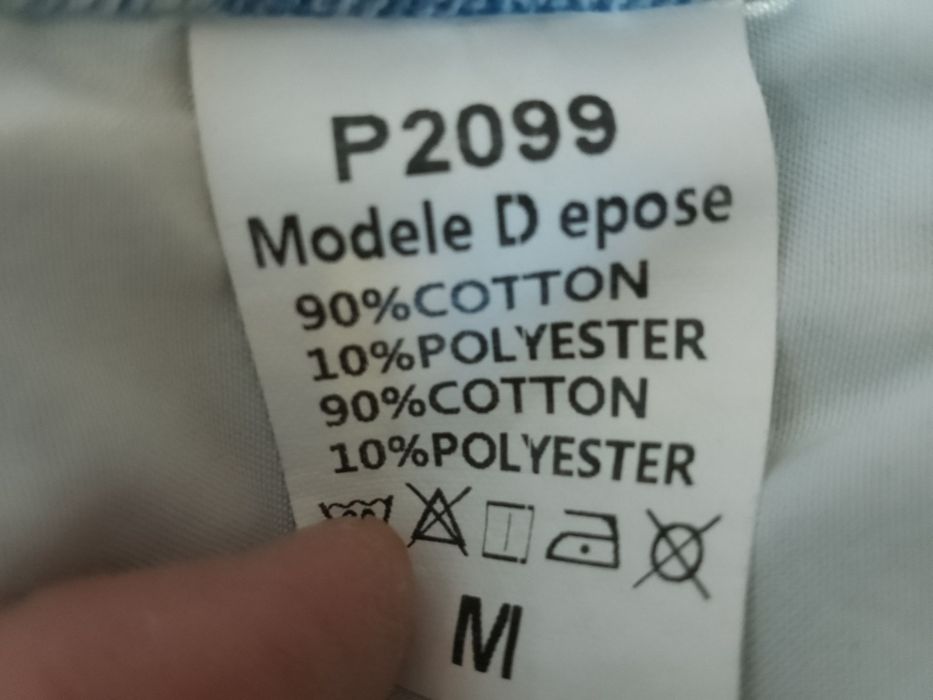 P2099
Modele D epose
90%COTTON
10%POLYESTER
90%COTTON
10%POLYESTER
M